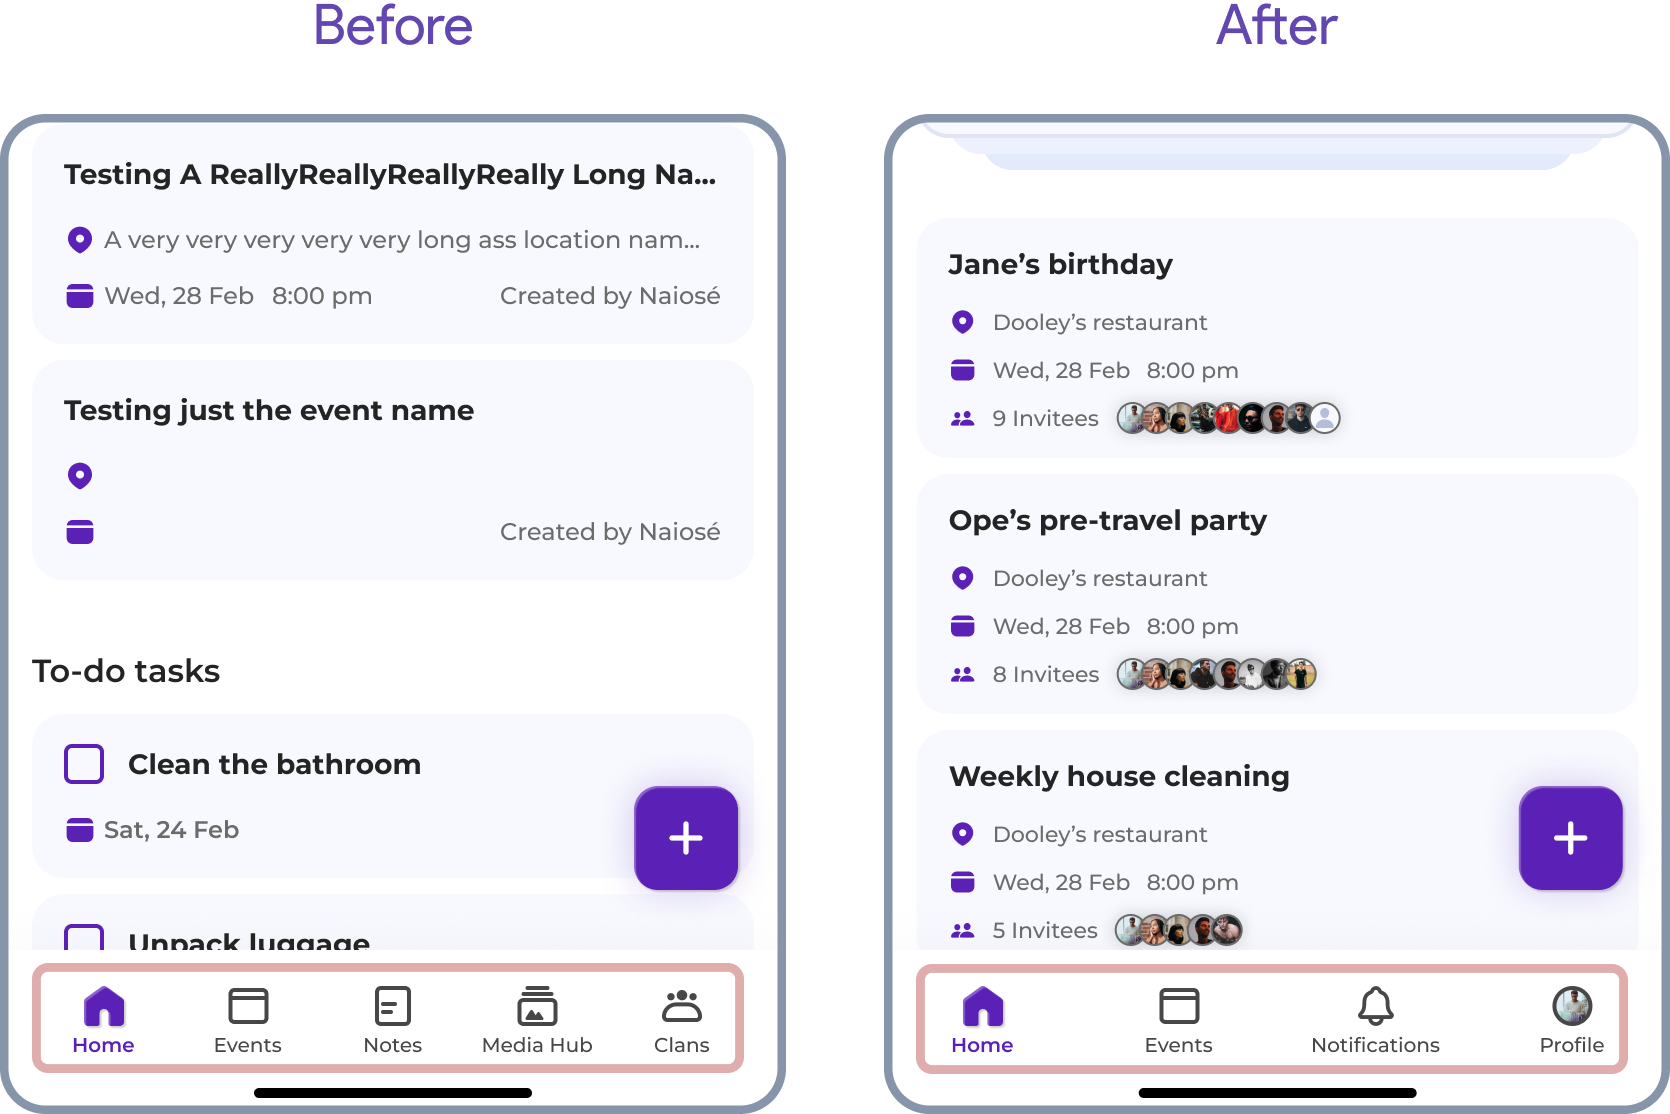 Before
Testing A ReallyReallyReallyReally Long Na...
A very very very very very long ass location nam...
Wed, 28 Feb 8:00 pm Created by Naiosé
Testing just the event name
Created by Naiosé
To-do tasks
Clean the bathroom
Sat, 24 Feb
Unpack luggage
Home Events Notes Media Hub Clans
After
Jane’s birthday
Dooley’s restaurant
Wed, 28 Feb 8:00 pm
9 Invitees
Ope’s pre-travel party
Dooley’s restaurant
Wed, 28 Feb 8:00 pm
8 Invitees
Weekly house cleaning
Dooley’s restaurant
Wed, 28 Feb 8:00 pm
5 Invitees
Home Events Notifications Profile